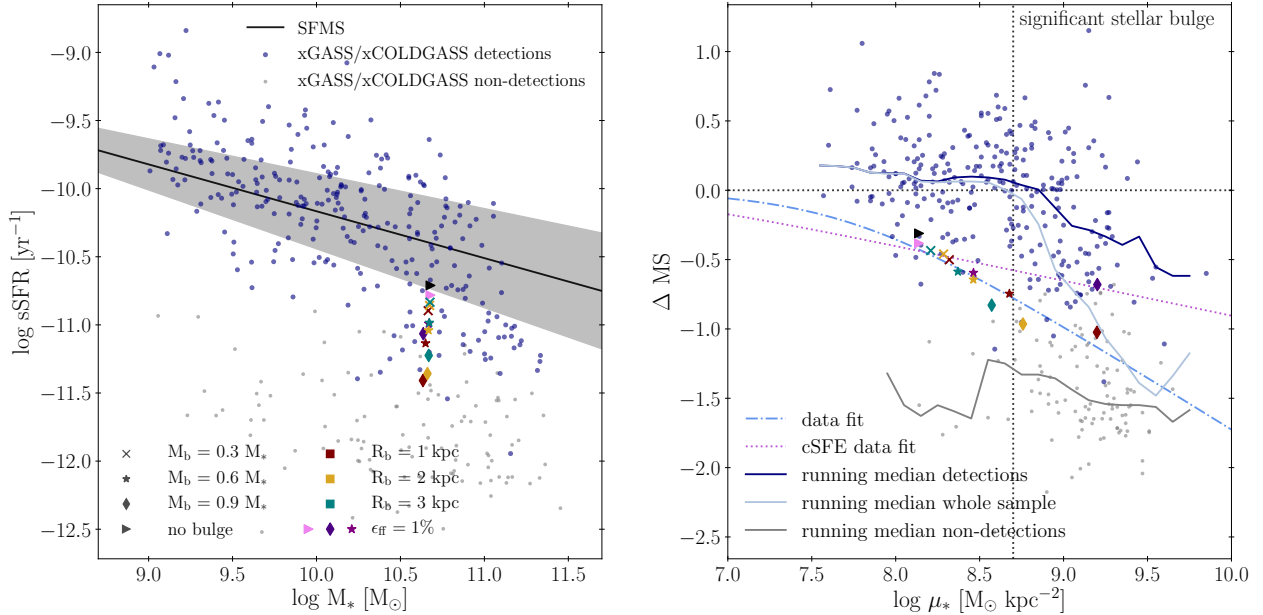 SFMS
xGASS/xCOLDGASS detections
xGASS/xCOLDGASS non-detections
−9.0
−9.5
−10.0
−10.5
−11.0
−11.5
−12.0
−12.5
log sSFR [yr⁻¹]
M_b = 0.3 M_*
M_b = 0.6 M_*
M_b = 0.9 M_*
no bulge
R_b = 1 kpc
R_b = 2 kpc
R_b = 3 kpc
ϵ_ff = 1%
9.0 9.5 10.0 10.5 11.0 11.5
log M_* [M_⊙]
significant stellar bulge
1.0
0.5
0.0
−0.5
−1.0
−1.5
−2.0
−2.5
Δ MS
data fit
cSFE data fit
running median detections
running median whole sample
running median non-detections
7.0 7.5 8.0 8.5 9.0 9.5 10.0
log μ_* [M_⊙ kpc⁻²]